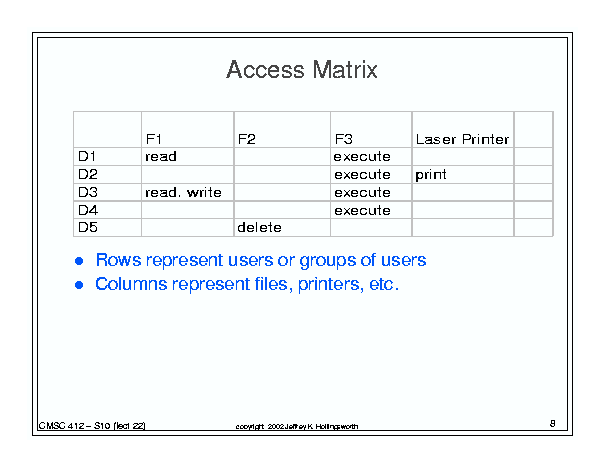 Access Matrix
F1 F2 F3 Laser Printer
D1 read execute
D2 execute print
D3 read. write execute
D4 execute
D5 delete
● Rows represent users or groups of users
● Columns represent files, printers, etc.
CMSC 412 – S10 (lect 22) copyright 2002 Jeffrey K. Hollingsworth 8